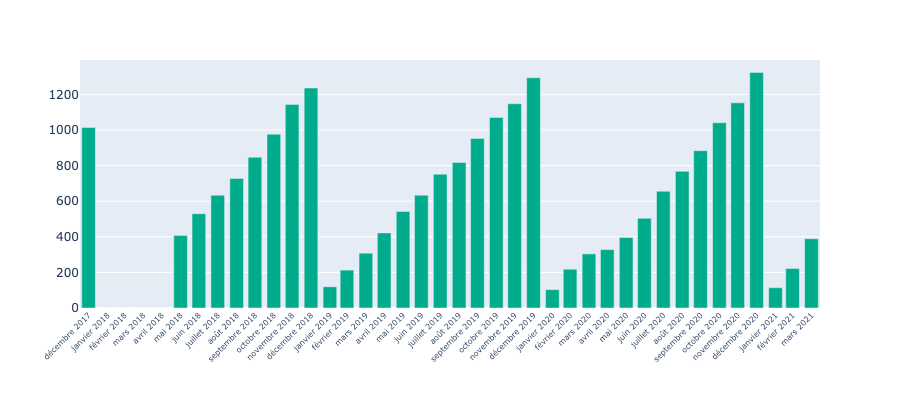 1200
1000
800
600
400
200
0
décembre 2017
janvier 2018
février 2018
mars 2018
avril 2018
mai 2018
juin 2018
juillet 2018
août 2018
septembre 2018
octobre 2018
novembre 2018
décembre 2018
janvier 2019
février 2019
mars 2019
avril 2019
mai 2019
juin 2019
juillet 2019
août 2019
septembre 2019
octobre 2019
novembre 2019
décembre 2019
janvier 2020
février 2020
mars 2020
avril 2020
mai 2020
juin 2020
juillet 2020
août 2020
septembre 2020
octobre 2020
novembre 2020
décembre 2020
janvier 2021
février 2021
mars 2021